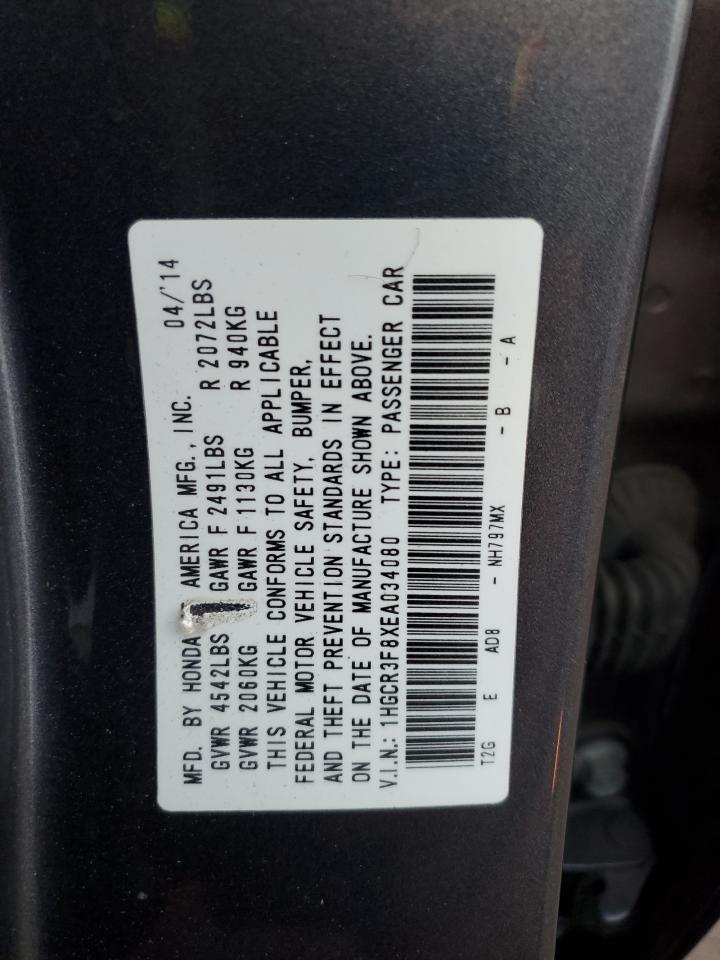 MFD. BY HONDA AMERICA MFG., INC. 04/'14
GVWR 4542LBS GAWR F 2491LBS R 2072LBS
GVWR 2060KG GAWR F 1130KG R 940KG
THIS VEHICLE CONFORMS TO ALL APPLICABLE
FEDERAL MOTOR VEHICLE SAFETY, BUMPER,
AND THEFT PREVENTION STANDARDS IN EFFECT
ON THE DATE OF MANUFACTURE SHOWN ABOVE.
V.I.N.: 1HGCR3F8XEA034080 TYPE: PASSENGER CAR
T2G E AD8 - NH797MX - B - A